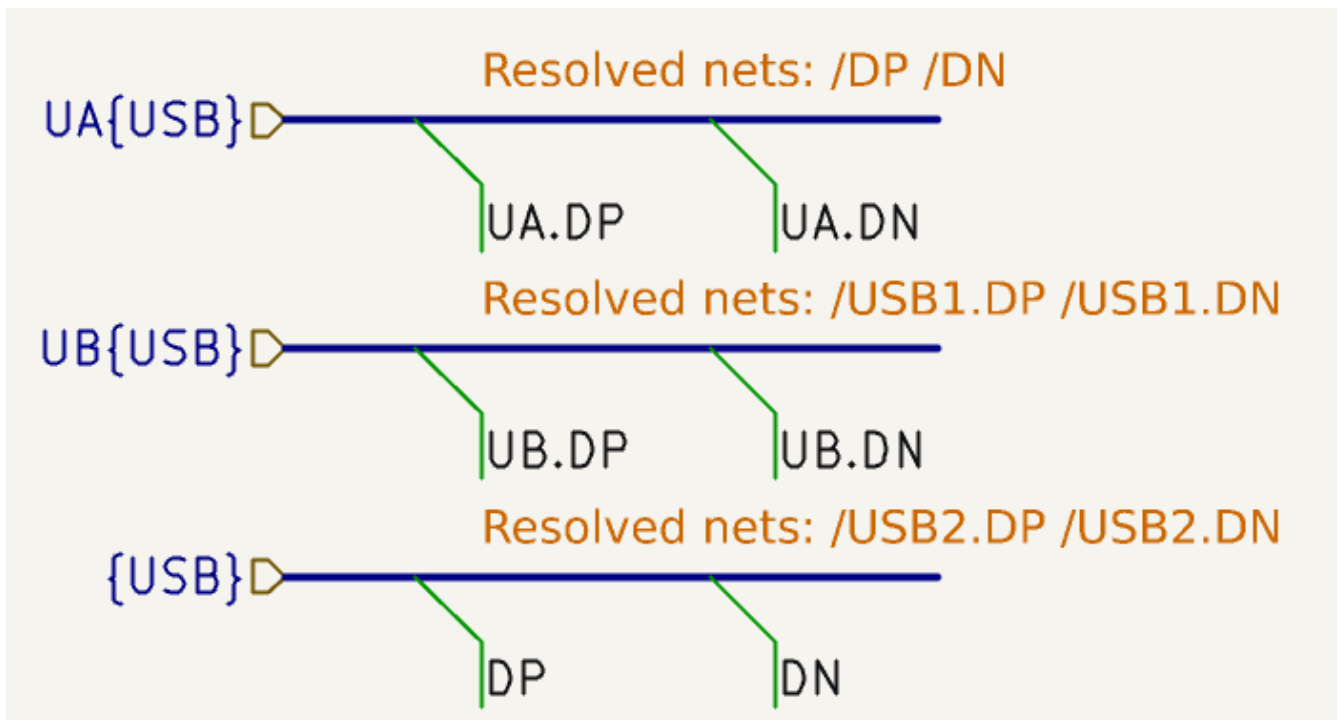 Resolved nets: /DP /DN
UA{USB}
UA.DP
UA.DN
Resolved nets: /USB1.DP /USB1.DN
UB{USB}
UB.DP
UB.DN
Resolved nets: /USB2.DP /USB2.DN
{USB}
DP
DN